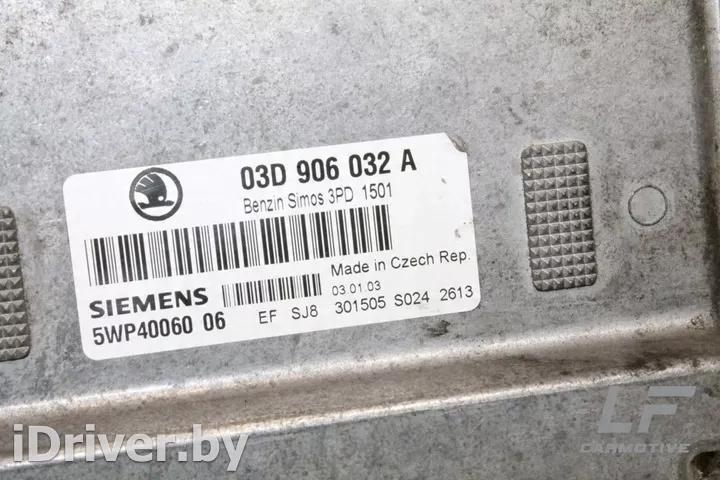 03D 906 032 A
Benzin Simos 3PD 1501
Made in Czech Rep.
03.01.03
SIEMENS
5WP40060 06
EF SJ8 301505 S024 2613
LF
CARMOTIVE
iDriver.by